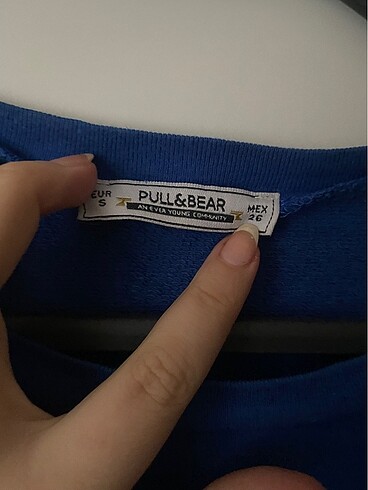 EUR
S
PULL&BEAR
AN EVER YOUNG COMMUNITY
MEX
26